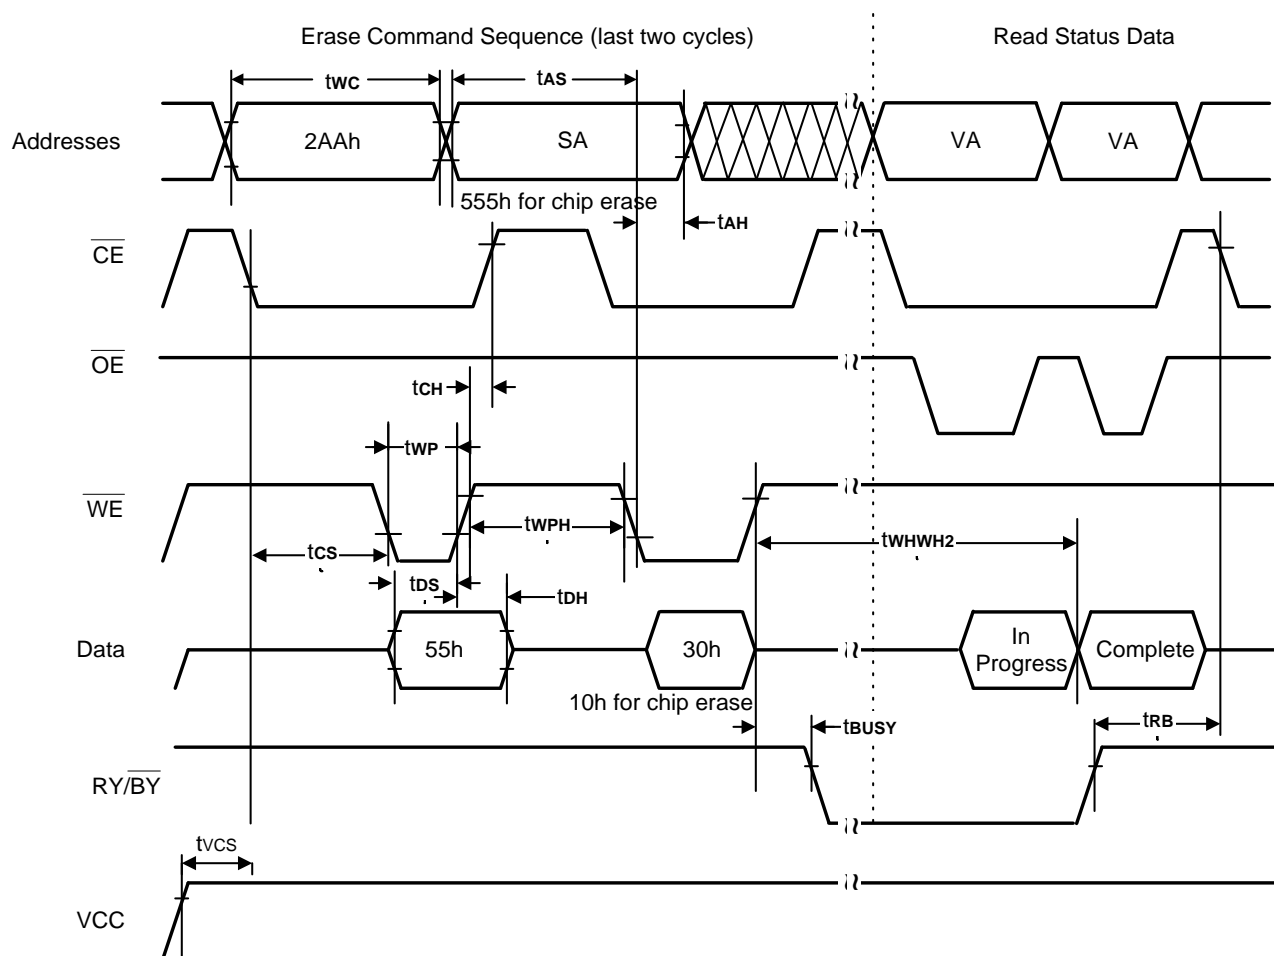 Erase Command Sequence (last two cycles)
Read Status Data
tWC
tAS
Addresses
2AAh
SA
VA
VA
555h for chip erase
tAH
CE
OE
tCH
tWP
WE
tWPH
tCS
tWHWH2
tDS
tDH
Data
55h
30h
In
Progress
Complete
10h for chip erase
tBUSY
tRB
RY/BY
tVCS
VCC